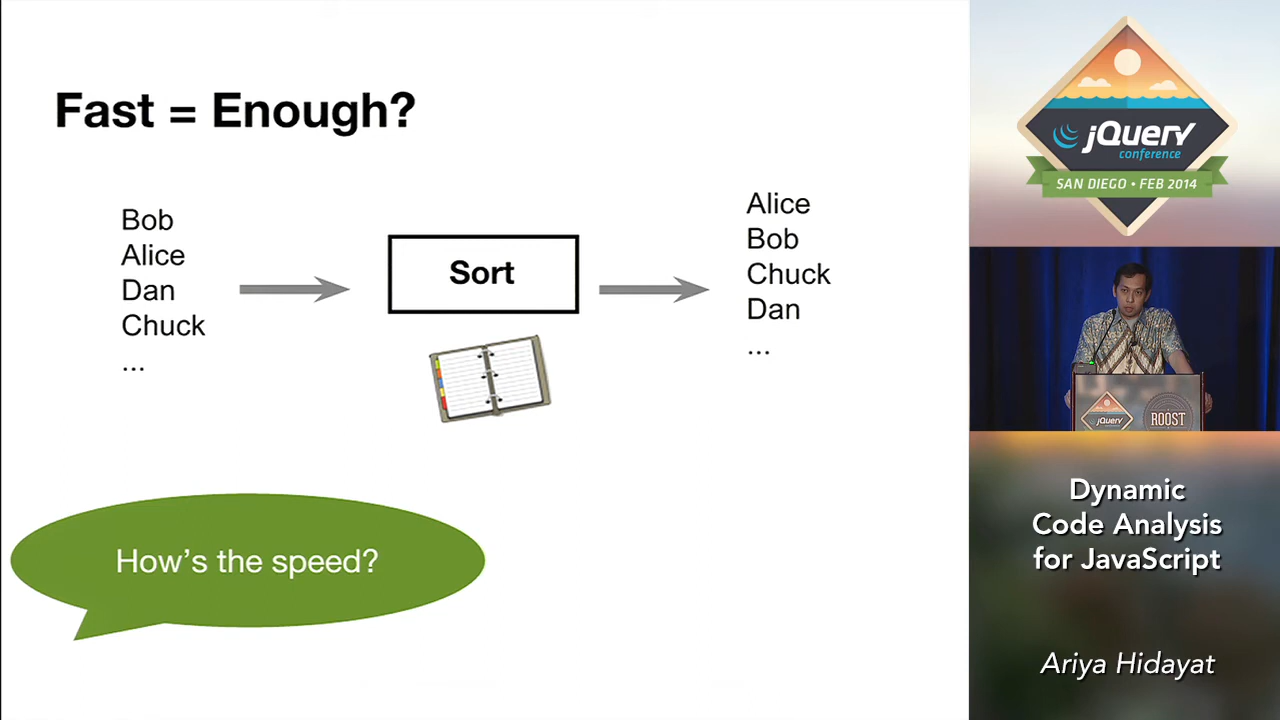 Fast = Enough?
Bob
Alice
Dan
Chuck
...
Sort
Alice
Bob
Chuck
Dan
...
How's the speed?
jQuery
conference
SAN DIEGO • FEB 2014
jQuery
ROOST
Dynamic
Code Analysis
for JavaScript
Ariya Hidayat